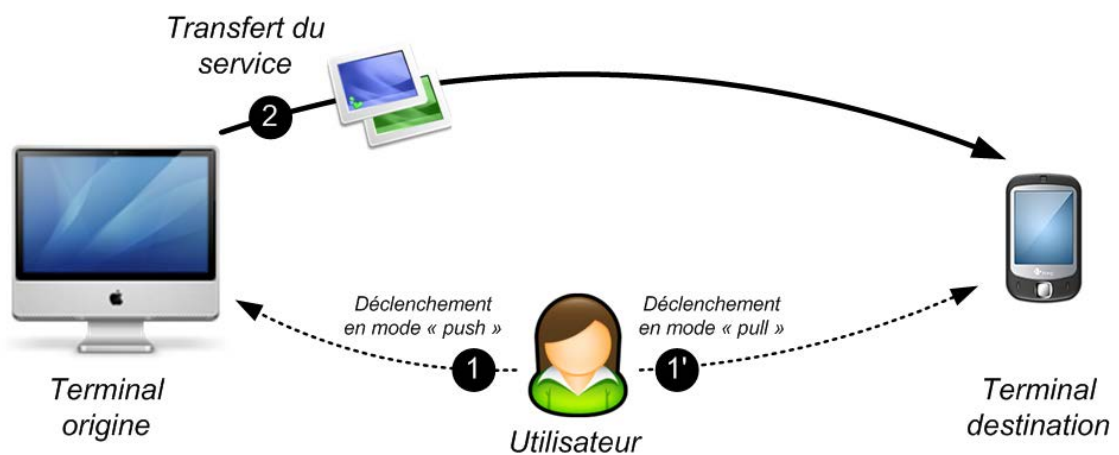 Transfert du
service
2
Déclenchement
en mode « push »
Déclenchement
en mode « pull »
1
1'
Terminal
origine
Utilisateur
Terminal
destination